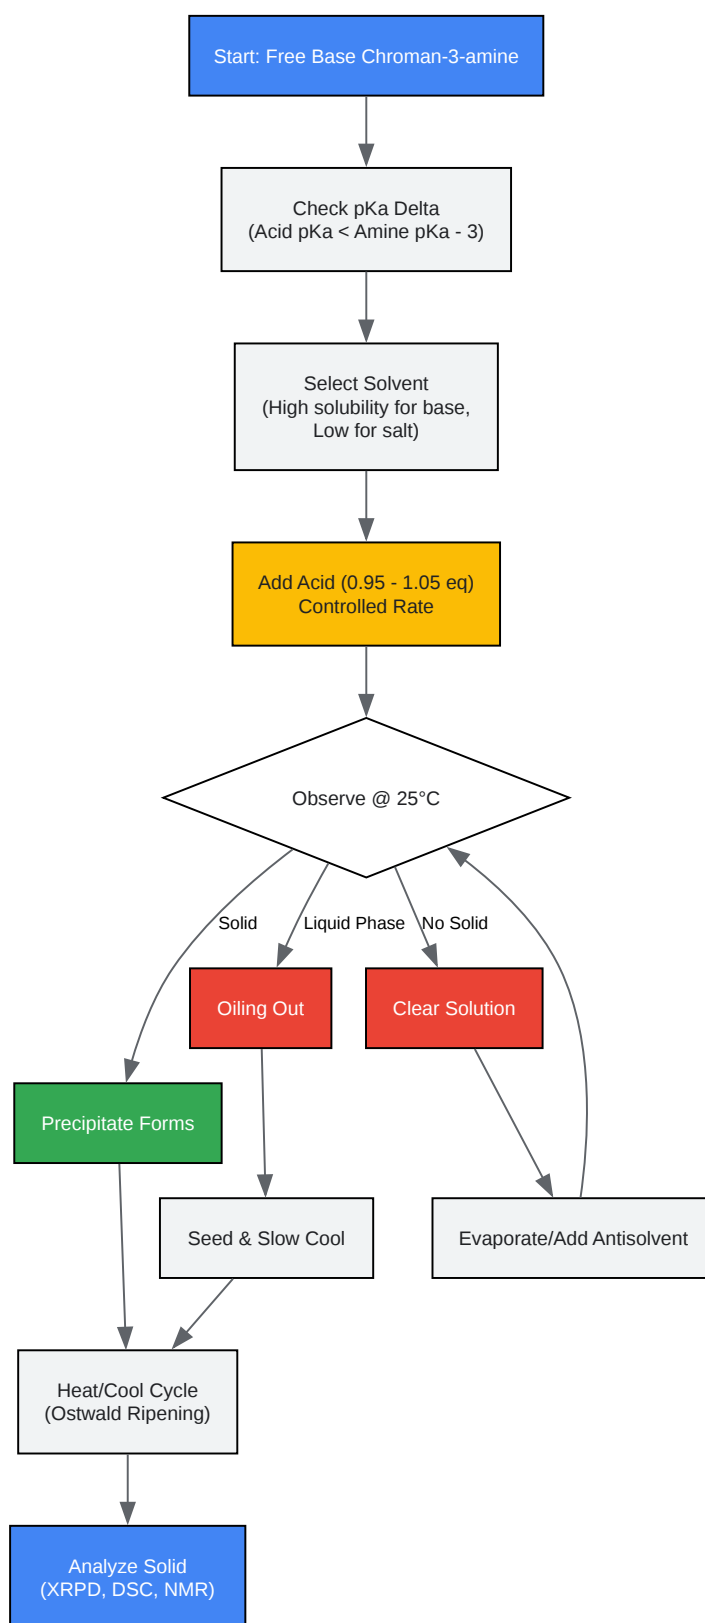 Start: Free Base Chroman-3-amine
Check pKa Delta
(Acid pKa < Amine pKa - 3)
Select Solvent
(High solubility for base,
Low for salt)
Add Acid (0.95 - 1.05 eq)
Controlled Rate
Observe @ 25°C
Solid
Liquid Phase
No Solid
Oiling Out
Clear Solution
Precipitate Forms
Seed & Slow Cool
Evaporate/Add Antisolvent
Heat/Cool Cycle
(Ostwald Ripening)
Analyze Solid
(XRPD, DSC, NMR)